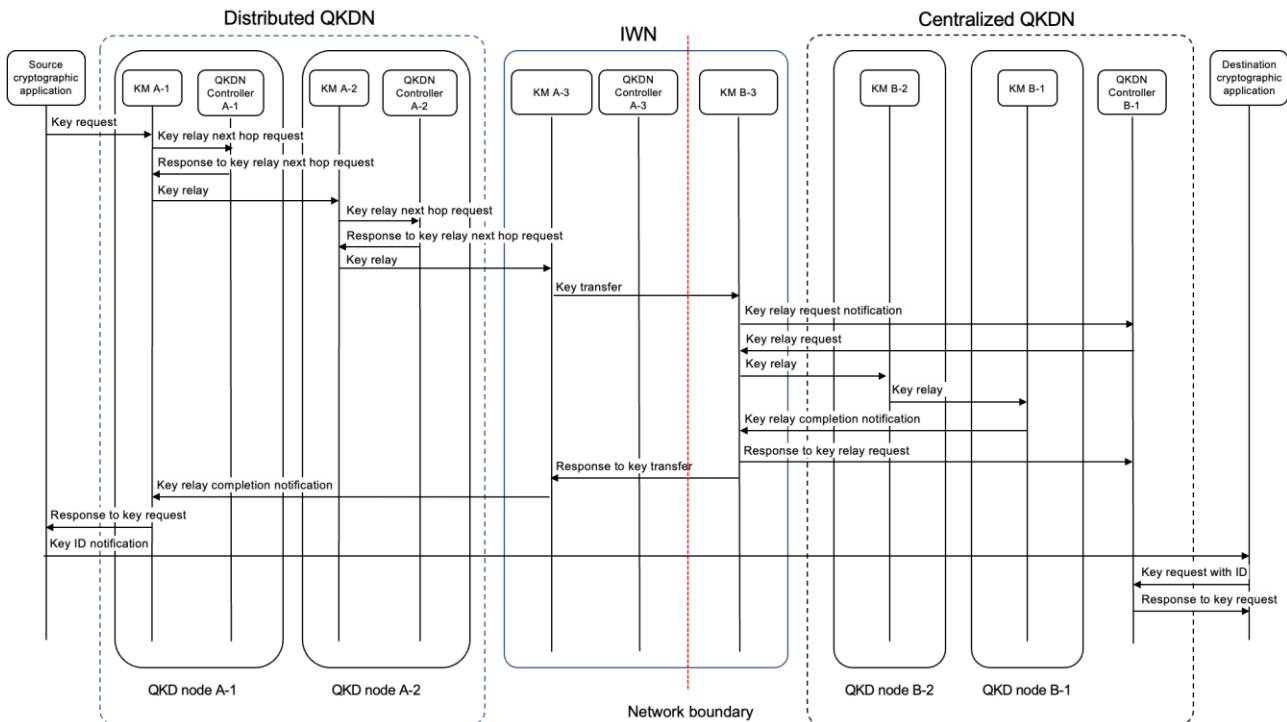 Distributed QKDN
IWN
Centralized QKDN
Source
cryptographic
application
KM A-1
QKDN
Controller
A-1
KM A-2
QKDN
Controller
A-2
KM A-3
QKDN
Controller
A-3
KM B-3
KM B-2
KM B-1
QKDN
Controller
B-1
Destination
cryptographic
application
Key request
Key relay next hop request
Response to key relay next hop request
Key relay
Key relay next hop request
Response to key relay next hop request
Key relay
Key transfer
Key relay request notification
Key relay request
Key relay
Key relay
Key relay completion notification
Response to key relay request
Response to key transfer
Key relay completion notification
Response to key request
Key ID notification
Key request with ID
Response to key request
QKD node A-1
QKD node A-2
QKD node B-2
QKD node B-1
Network boundary